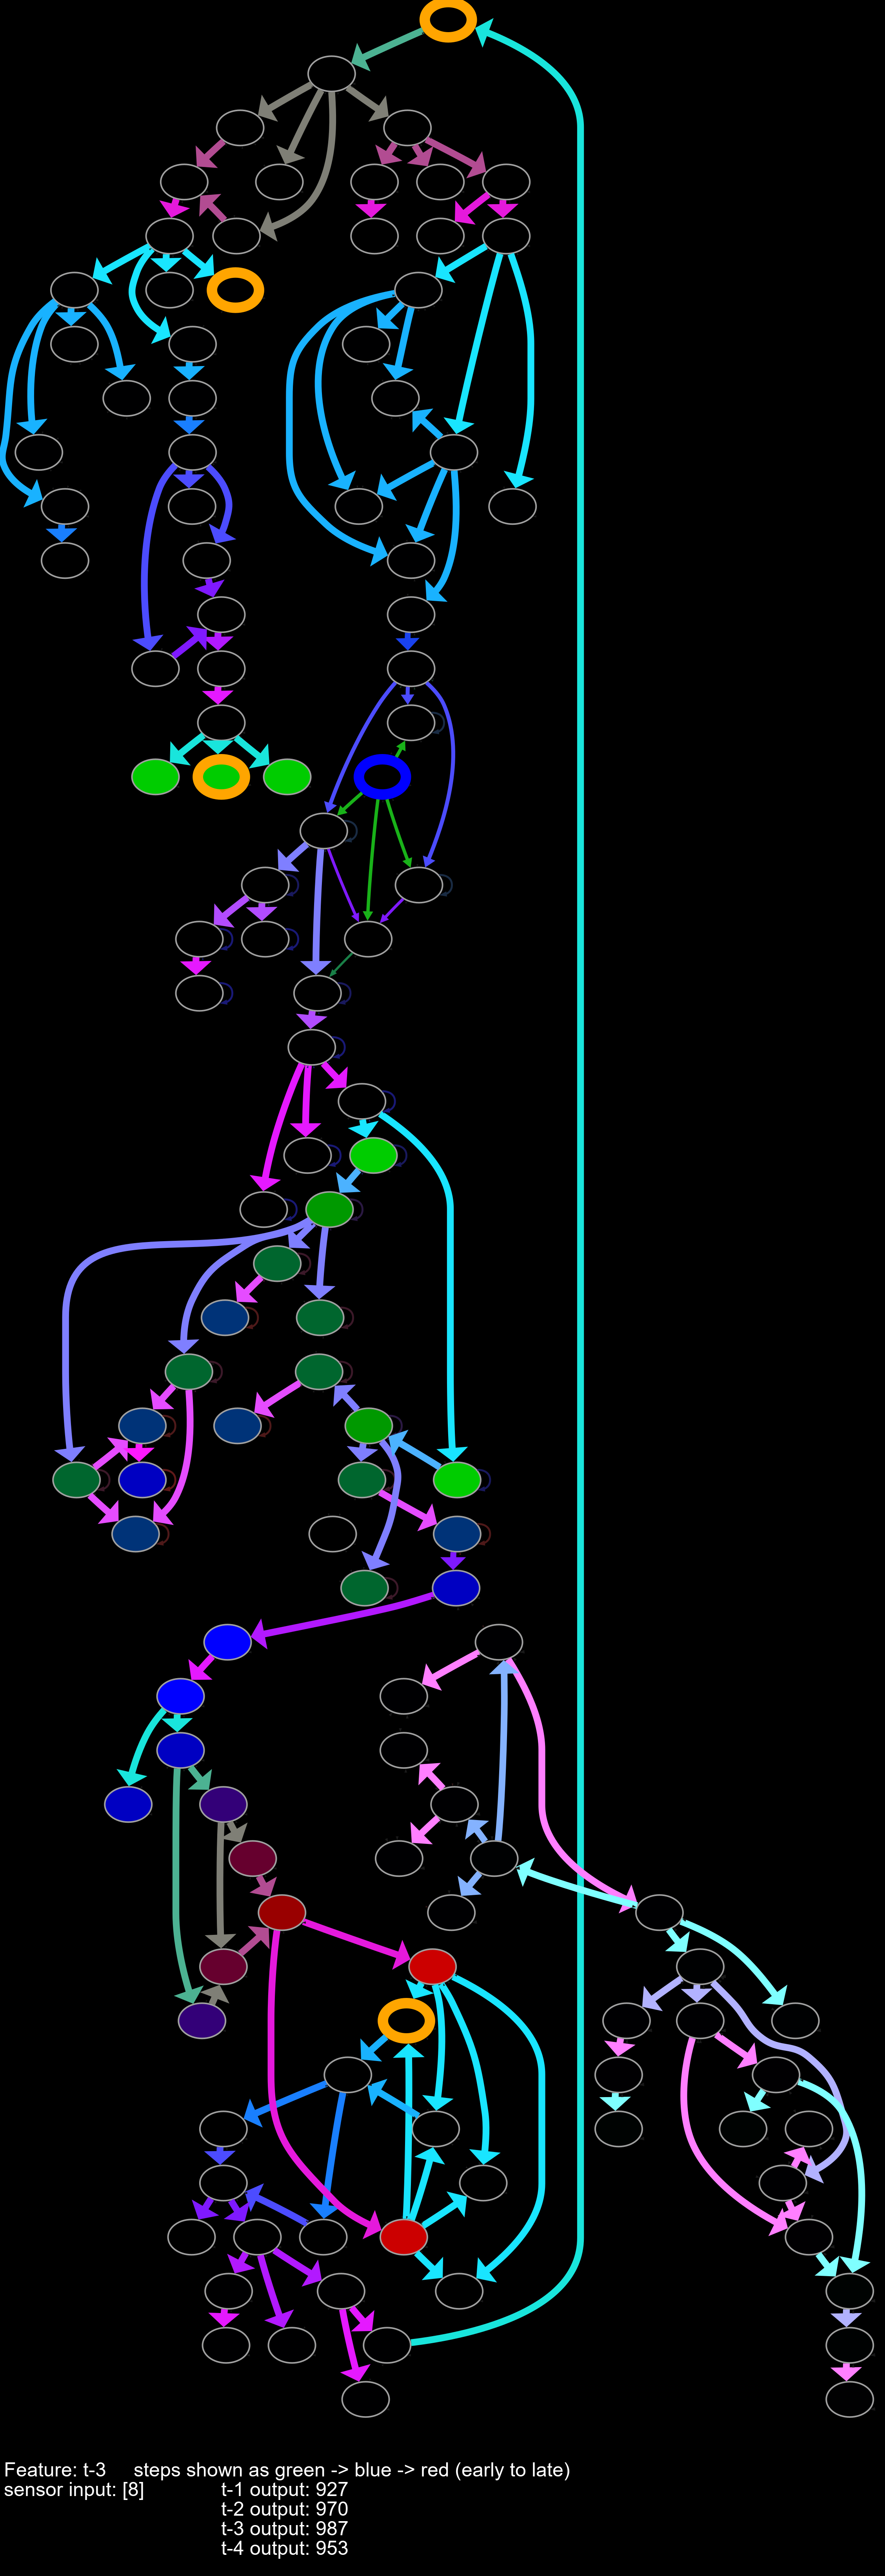 Feature: t-3 steps shown as green -> blue -> red (early to late)
sensor input: [8] t-1 output: 927
t-2 output: 970
t-3 output: 987
t-4 output: 953